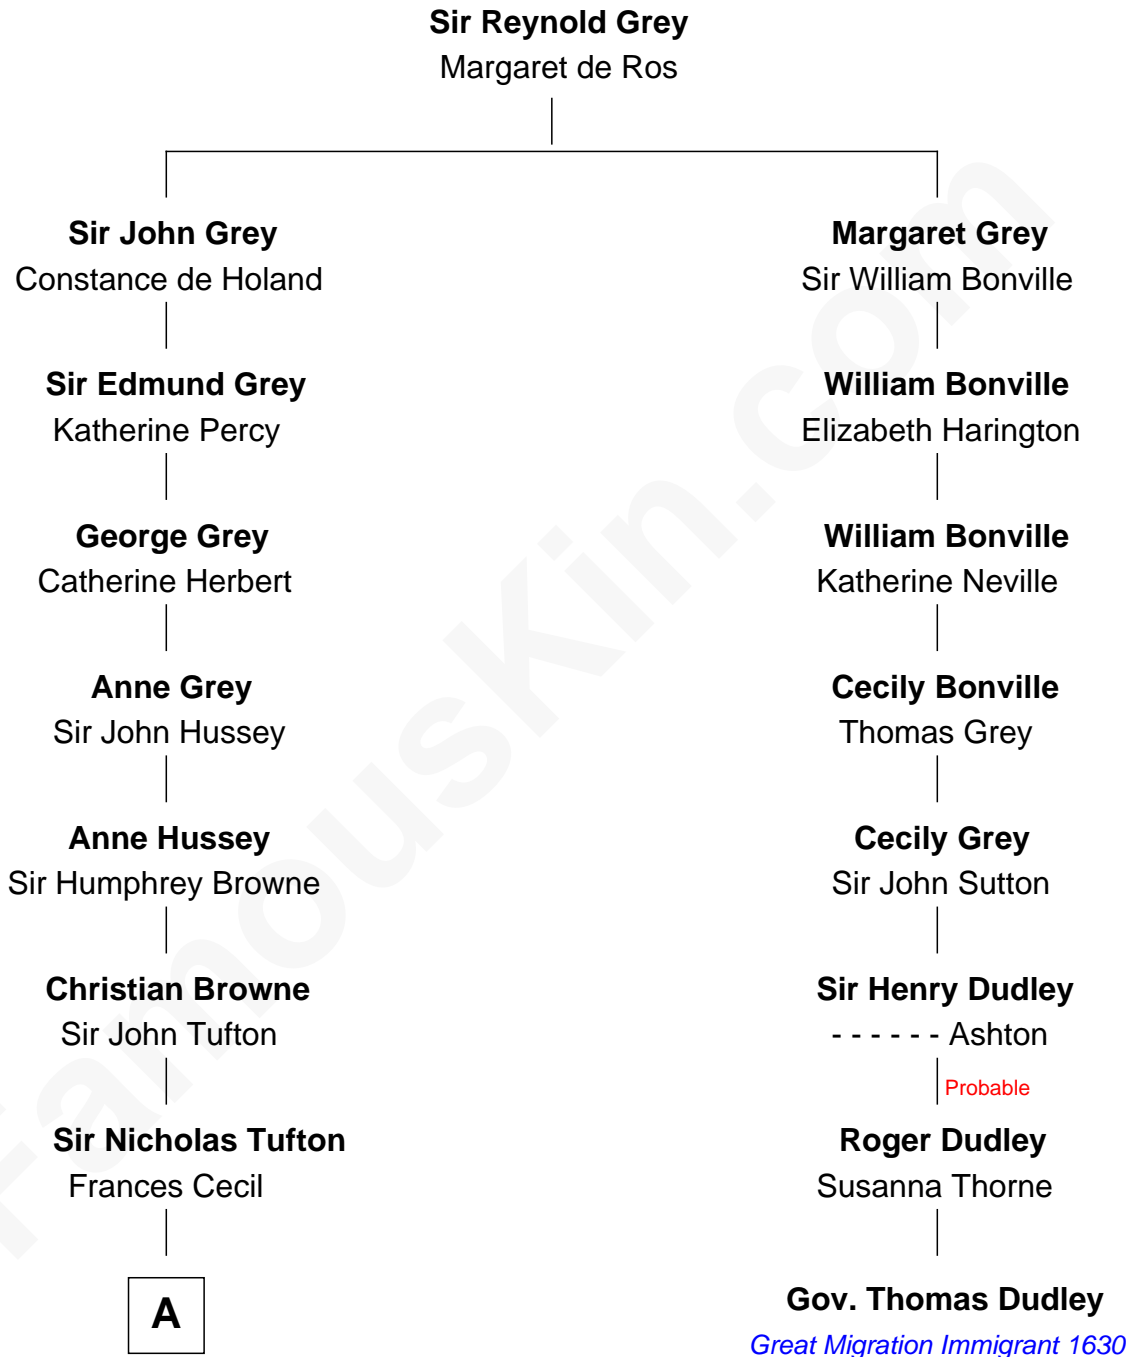 Sir Reynold Grey
Margaret de Ros
Sir John Grey
Constance de Holand
Sir Edmund Grey
Katherine Percy
George Grey
Catherine Herbert
Anne Grey
Sir John Hussey
Anne Hussey
Sir Humphrey Browne
Christian Browne
Sir John Tufton
Sir Nicholas Tufton
Frances Cecil
A
Margaret Grey
Sir William Bonville
William Bonville
Elizabeth Harington
William Bonville
Katherine Neville
Cecily Bonville
Thomas Grey
Cecily Grey
Sir John Sutton
Sir Henry Dudley
- - - - - - Ashton
Probable
Roger Dudley
Susanna Thorne
Gov. Thomas Dudley
Great Migration Immigrant 1630
FamousKin.com